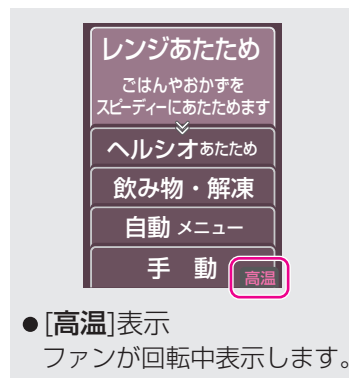 レンジあたため
ごはんやおかずを
スピーディーにあたためます
ヘルシオあたため
飲み物・解凍
自動 メニュー
手 動
高温
●[高温]表示
ファンが回転中表示します。